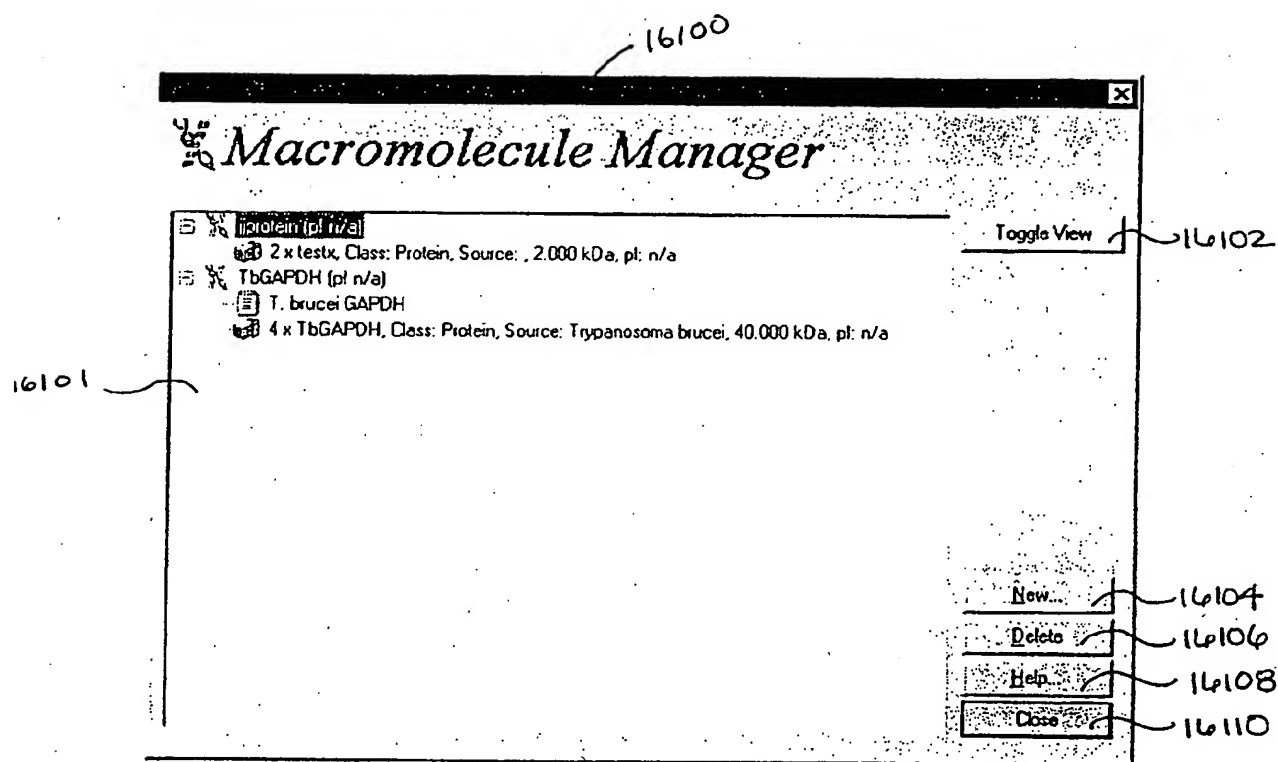 16100
Macromolecule Manager
(pI n/a)
2 x testx, Class: Protein, Source: , 2.000 kDa, pI: n/a
TbGAPDH (pI n/a)
T. brucei GAPDH
4 x TbGAPDH, Class: Protein, Source: Trypanosoma brucei, 40.000 kDa, pI: n/a
Toggle View
16102
16101
New...
16104
Delete
16106
Help...
16108
Close
16110